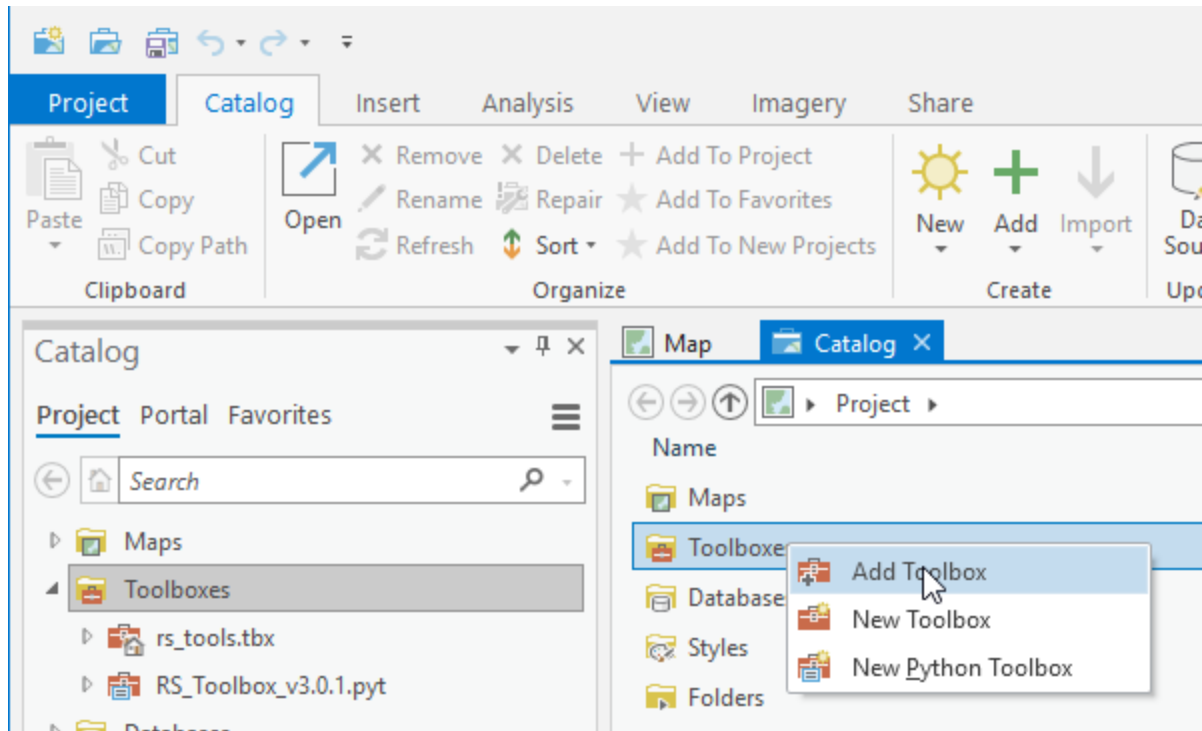 Project Catalog Insert Analysis View Imagery Share
Cut
Copy
Copy Path
Paste
Clipboard
Open
Remove Delete Add To Project
Rename Repair Add To Favorites
Refresh Sort Add To New Projects
Organize
New Add Import
Create
Catalog
Project Portal Favorites
Search
Maps
Toolboxes
rs_tools.tbx
RS_Toolbox_v3.0.1.pyt
Map Catalog
Project
Name
Maps
Toolboxe
Database
Styles
Folders
Add Toolbox
New Toolbox
New Python Toolbox